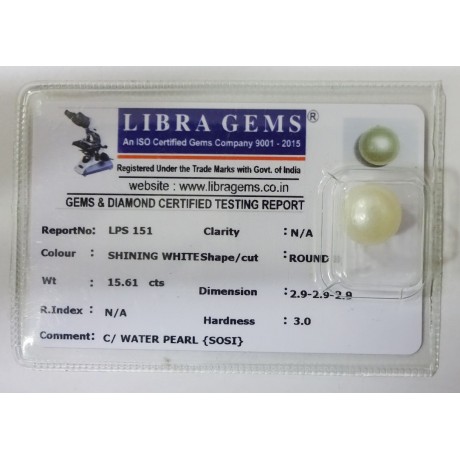 LIBRA GEMS®
An ISO Certified Gems Company 9001 - 2015
Registered Under the Trade Marks with Govt. of India
website : www.libragems.co.in
GEMS & DIAMOND CERTIFIED TESTING REPORT
ReportNo: LPS 151 Clarity : N/A
Colour : SHINING WHITE Shape/cut : ROUND
Wt : 15.61 cts
Dimension : 2.9-2.9-2.9
R.Index : N/A
Hardness : 3.0
Comment: C/ WATER PEARL {SOSI}